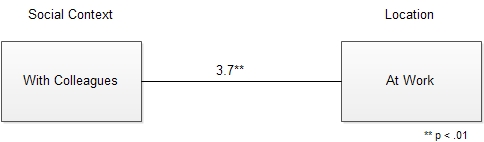 Social Context
Location
With Colleagues
3.7**
At Work
** p < .01